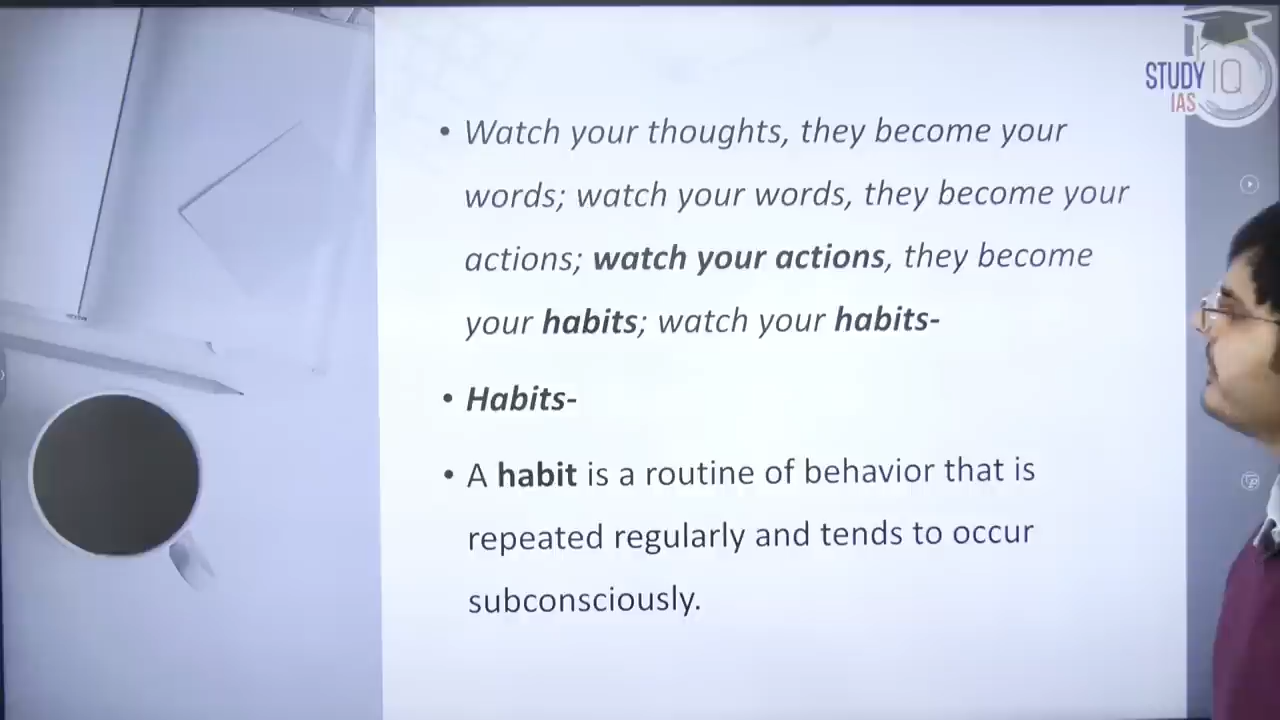 STUDY IQ
IAS
• Watch your thoughts, they become your
words; watch your words, they become your
actions; watch your actions, they become
your habits; watch your habits-
• Habits-
• A habit is a routine of behavior that is
repeated regularly and tends to occur
subconsciously.